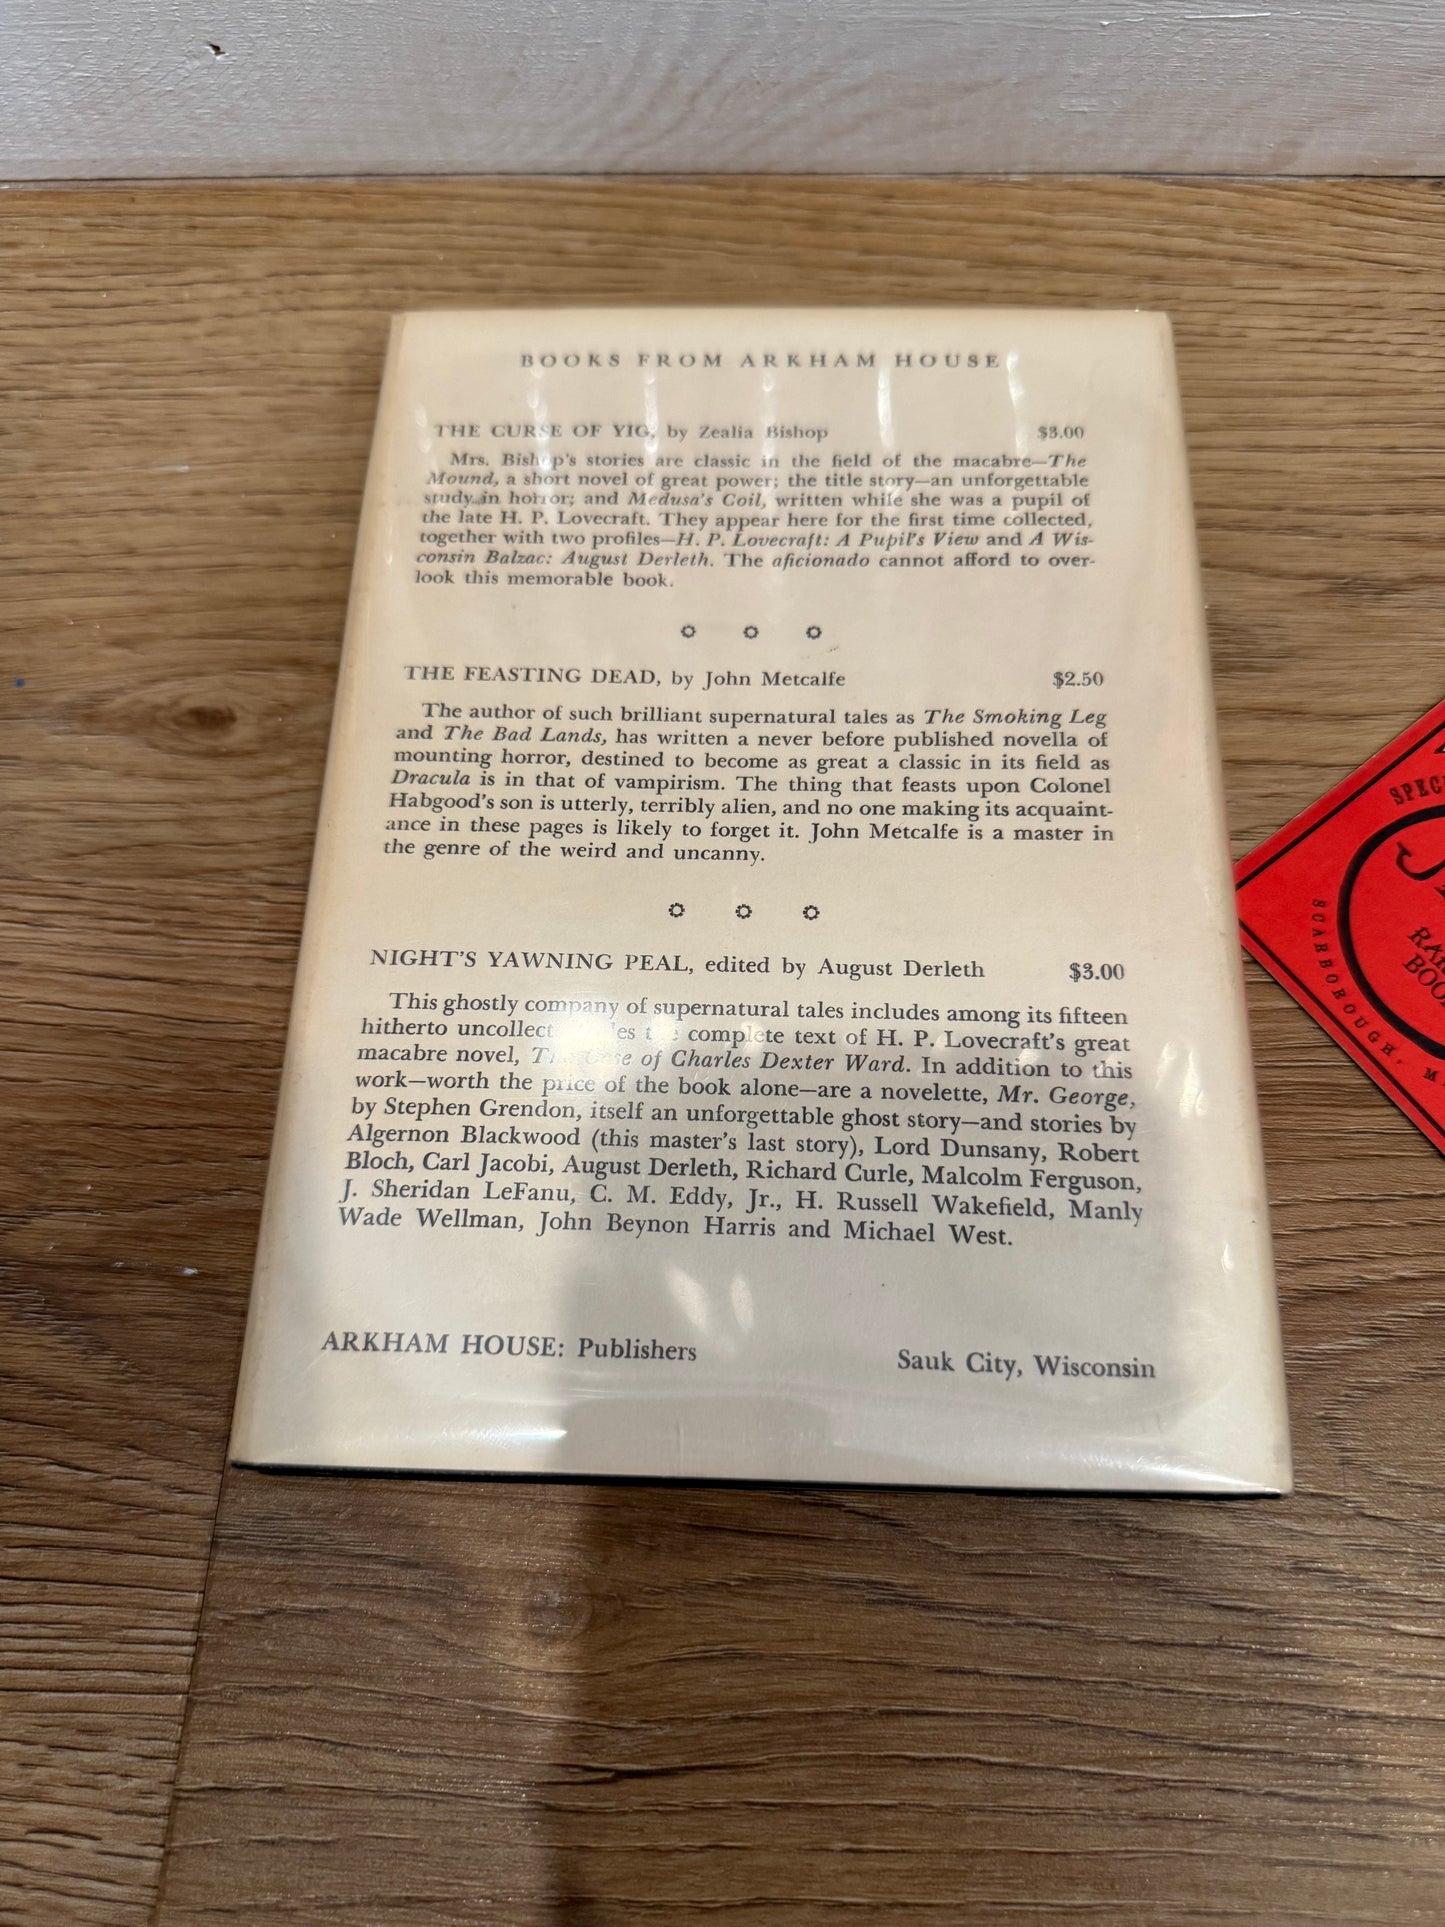 BOOKS FROM ARKHAM HOUSE
THE CURSE OF YIG, by Zealia Bishop $3.00
Mrs. Bishop's stories are classic in the field of the macabre—The
Mound, a short novel of great power; the title story—an unforgettable
study in horror; and Medusa's Coil, written while she was a pupil of
the late H. P. Lovecraft. They appear here for the first time collected,
together with two profiles—H. P. Lovecraft: A Pupil's View and A Wis-
consin Balzac: August Derleth. The aficionado cannot afford to over-
look this memorable book.
THE FEASTING DEAD, by John Metcalfe $2.50
The author of such brilliant supernatural tales as The Smoking Leg
and The Bad Lands, has written a never before published novella of
mounting horror, destined to become as great a classic in its field as
Dracula is in that of vampirism. The thing that feasts upon Colonel
Habgood's son is utterly, terribly alien, and no one making its acquaint-
ance in these pages is likely to forget it. John Metcalfe is a master in
the genre of the weird and uncanny.
NIGHT'S YAWNING PEAL, edited by August Derleth $3.00
This ghostly company of supernatural tales includes among its fifteen
hitherto complete text of H. P. Lovecraft's great
macabre novel, of Charles Dexter Ward. In addition to this
work—worth the price of the book alone—are a novelette, Mr. George,
by Stephen Grendon, itself an unforgettable ghost story—and stories by
Algernon Blackwood (this master's last story), Lord Dunsany, Robert
Bloch, Carl Jacobi, August Derleth, Richard Curle, Malcolm Ferguson,
J. Sheridan LeFanu, C. M. Eddy, Jr., H. Russell Wakefield, Manly
Wade Wellman, John Beynon Harris and Michael West.
ARKHAM HOUSE: Publishers Sauk City, Wisconsin
SCARBOROUGH,